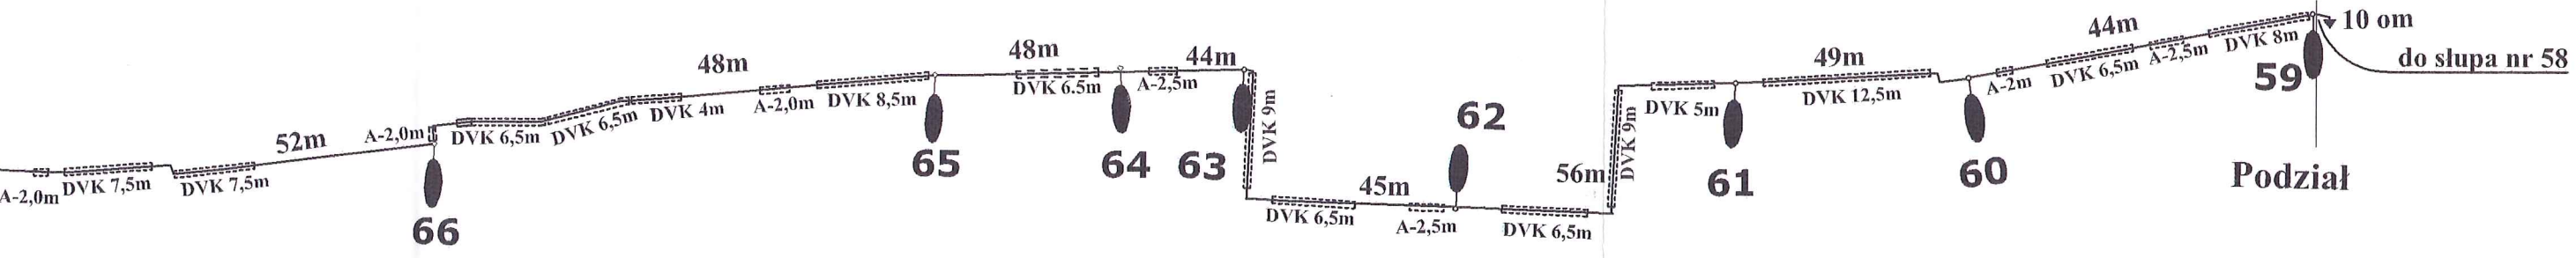 A-2,0m
DVK 7,5m
DVK 7,5m
52m
A-2,0m
66
DVK 6,5m
DVK 6,5m
DVK 4m
48m
A-2,0m
DVK 8,5m
65
48m
DVK 6.5m
64
A-2,5m
44m
63
DVK 9m
DVK 6,5m
45m
A-2,5m
62
DVK 6,5m
56m
DVK 9m
DVK 5m
61
49m
DVK 12,5m
60
A-2m
DVK 6,5m
44m
A-2,5m
DVK 8m
59
10 om
do słupa nr 58
Podział